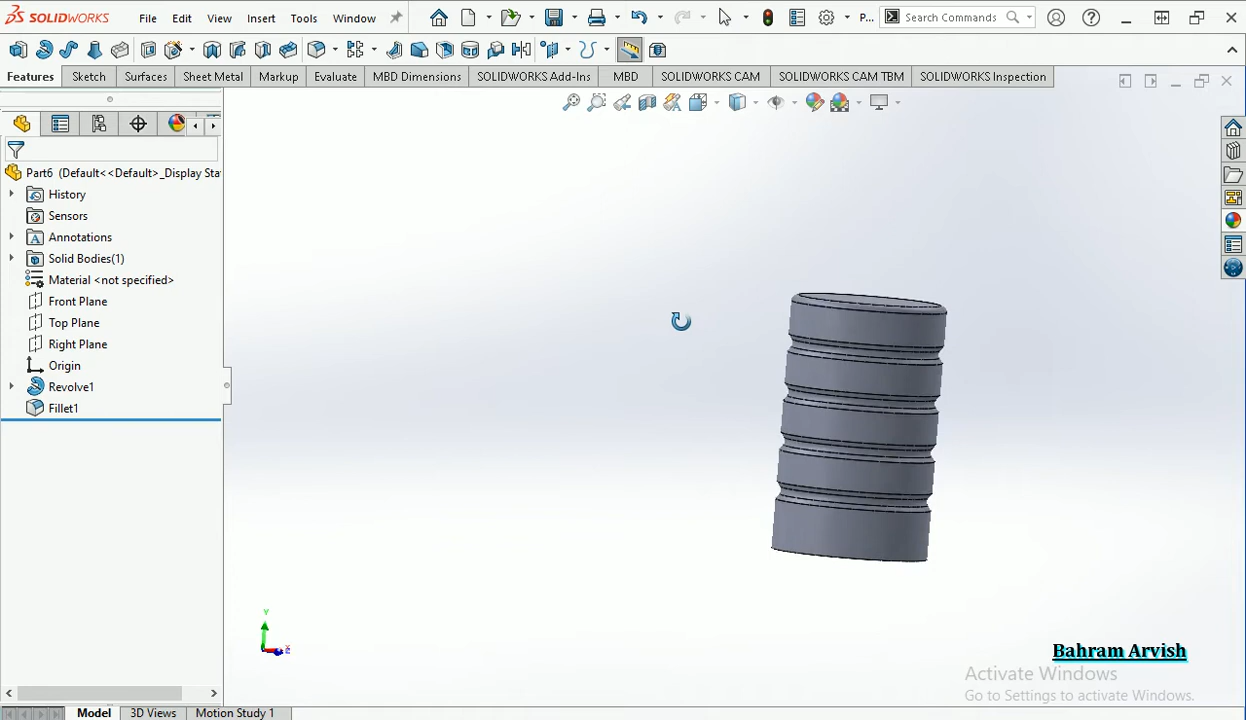 SOLIDWORKS File Edit View Insert Tools Window P... Search Commands
Features Sketch Surfaces Sheet Metal Markup Evaluate MBD Dimensions SOLIDWORKS Add-Ins MBD SOLIDWORKS CAM SOLIDWORKS CAM TBM SOLIDWORKS Inspection
Part6 (Default<<Default>_Display Sta
History
Sensors
Annotations
Solid Bodies(1)
Material <not specified>
Front Plane
Top Plane
Right Plane
Origin
Revolve1
Fillet1
Y
Bahram Arvish
Activate Windows
Go to Settings to activate Windows.
Model 3D Views Motion Study 1